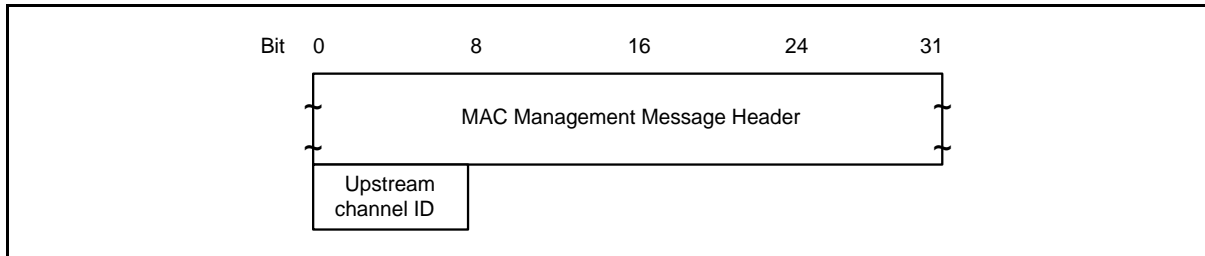 Bit 0 8 16 24 31
MAC Management Message Header
Upstream
channel ID